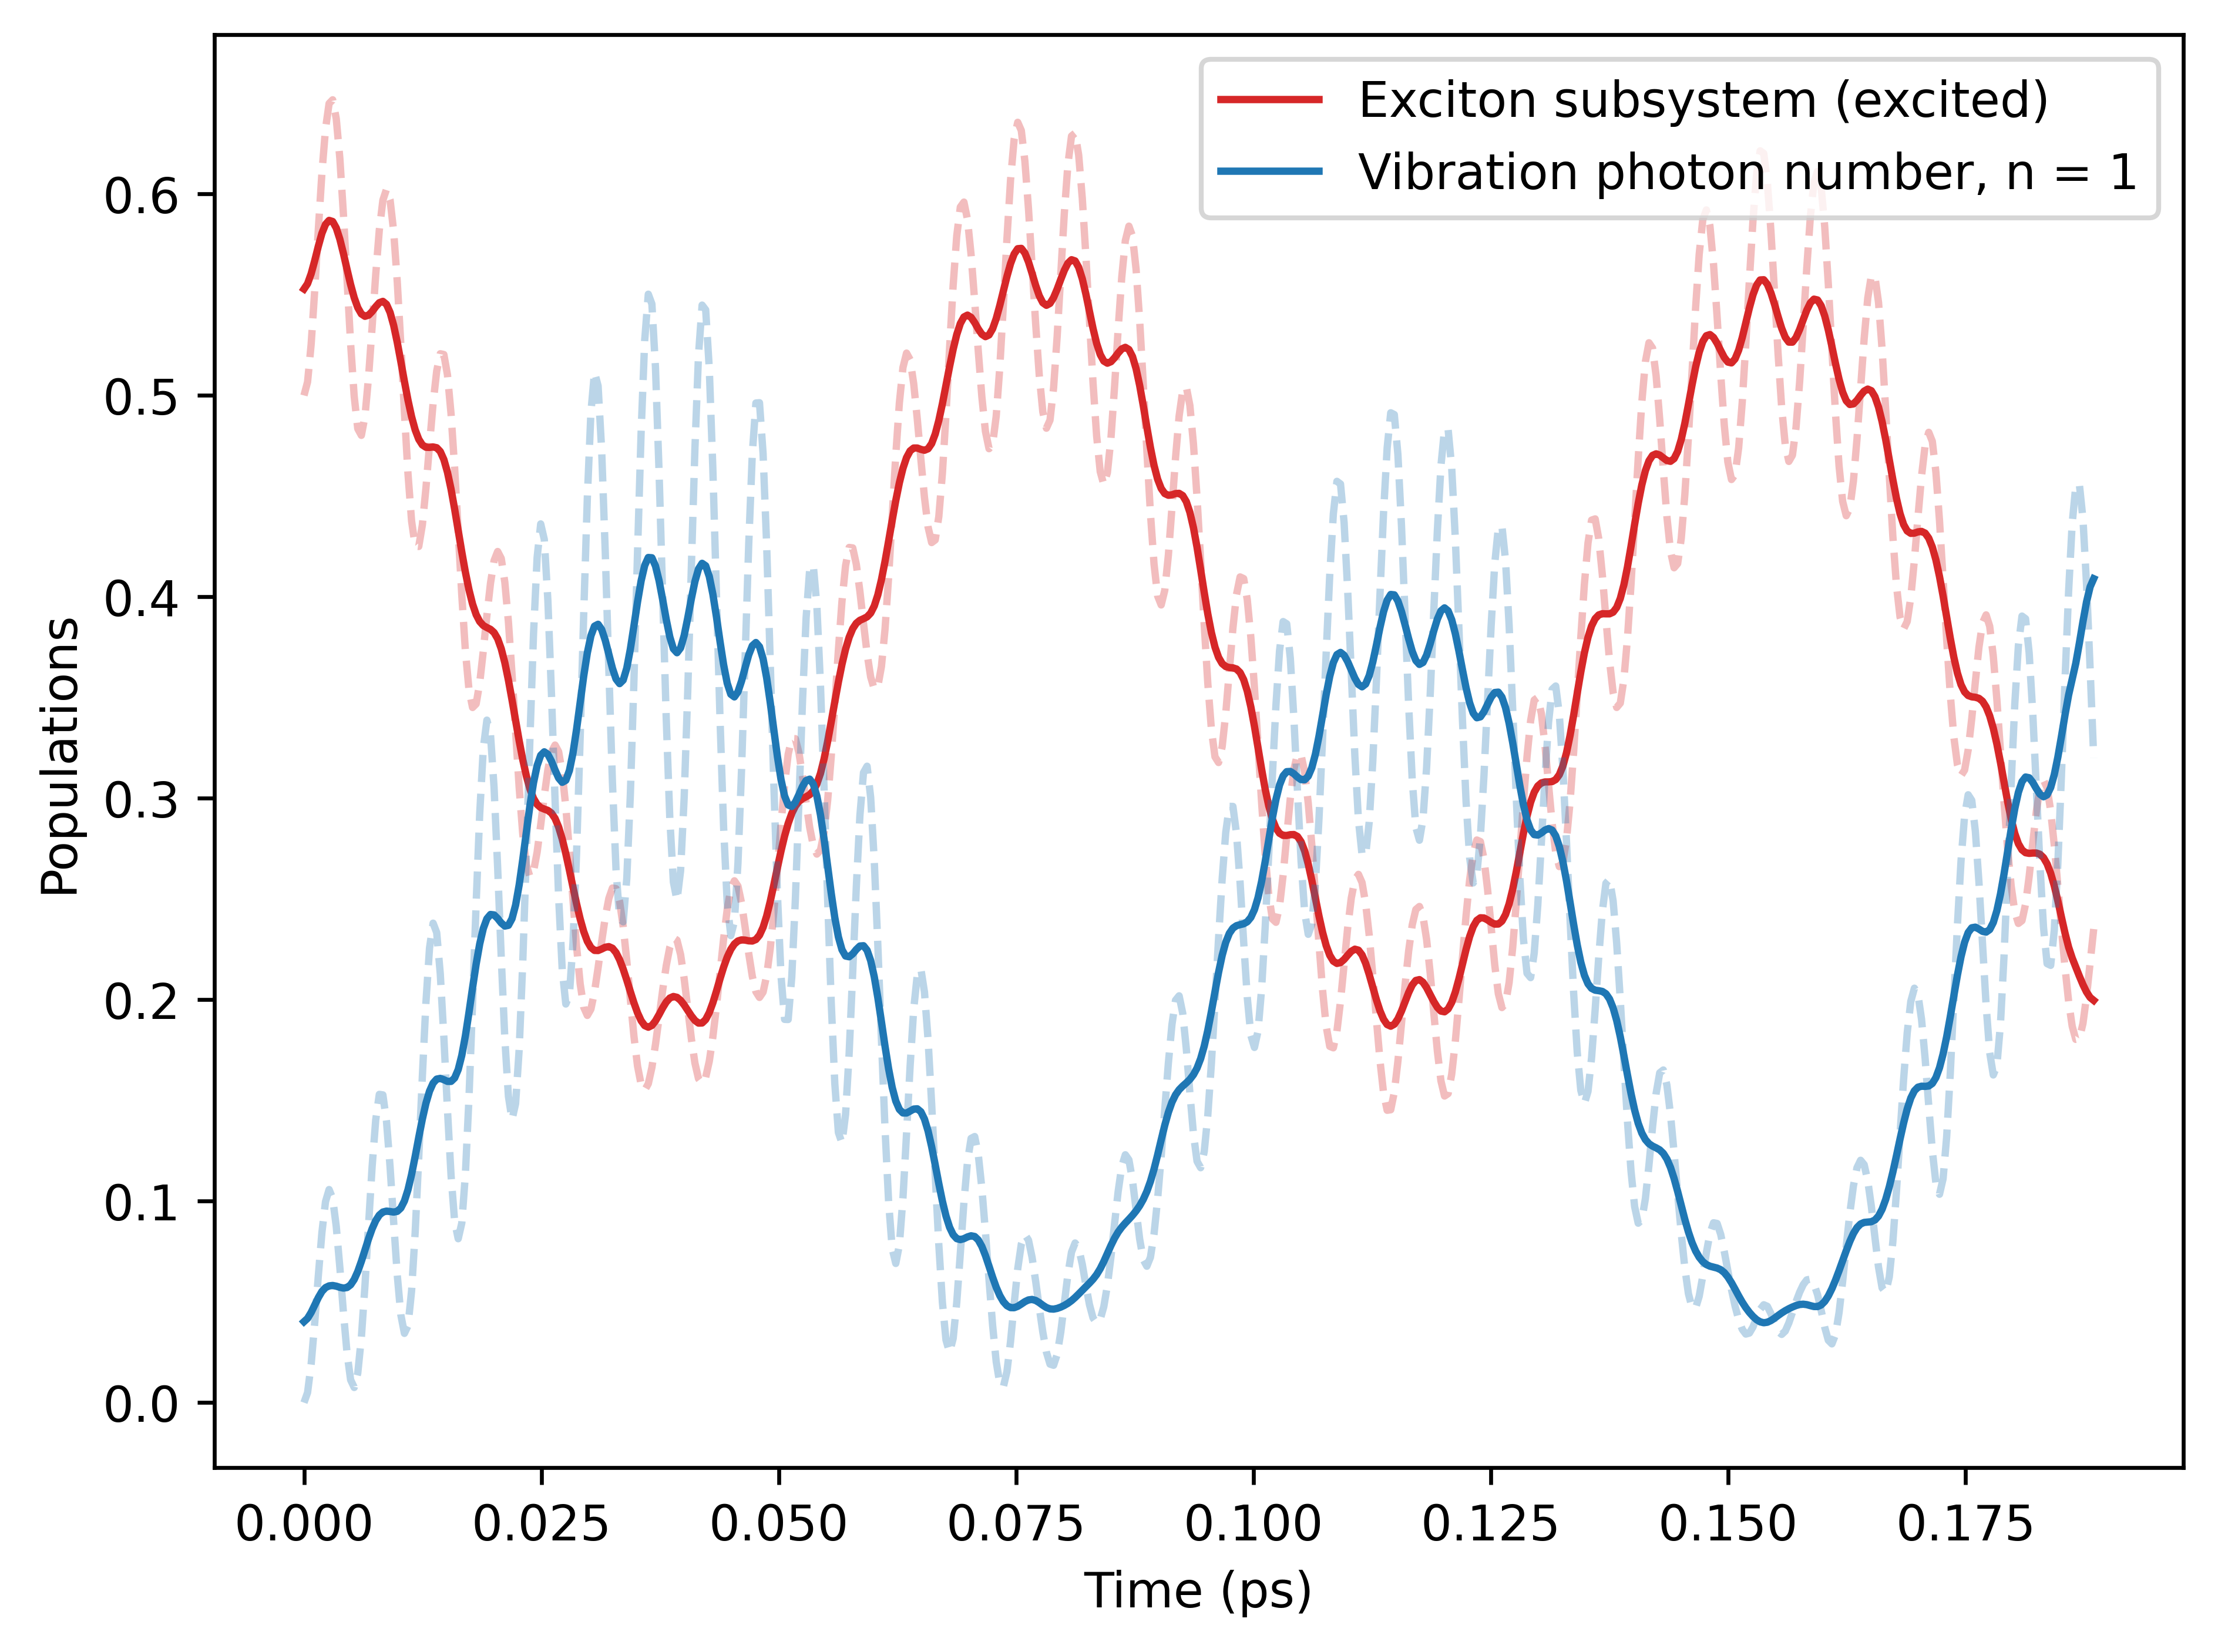 Exciton subsystem (excited)
Vibration photon number, n = 1
Populations
0.6
0.5
0.4
0.3
0.2
0.1
0.0
0.000 0.025 0.050 0.075 0.100 0.125 0.150 0.175
Time (ps)